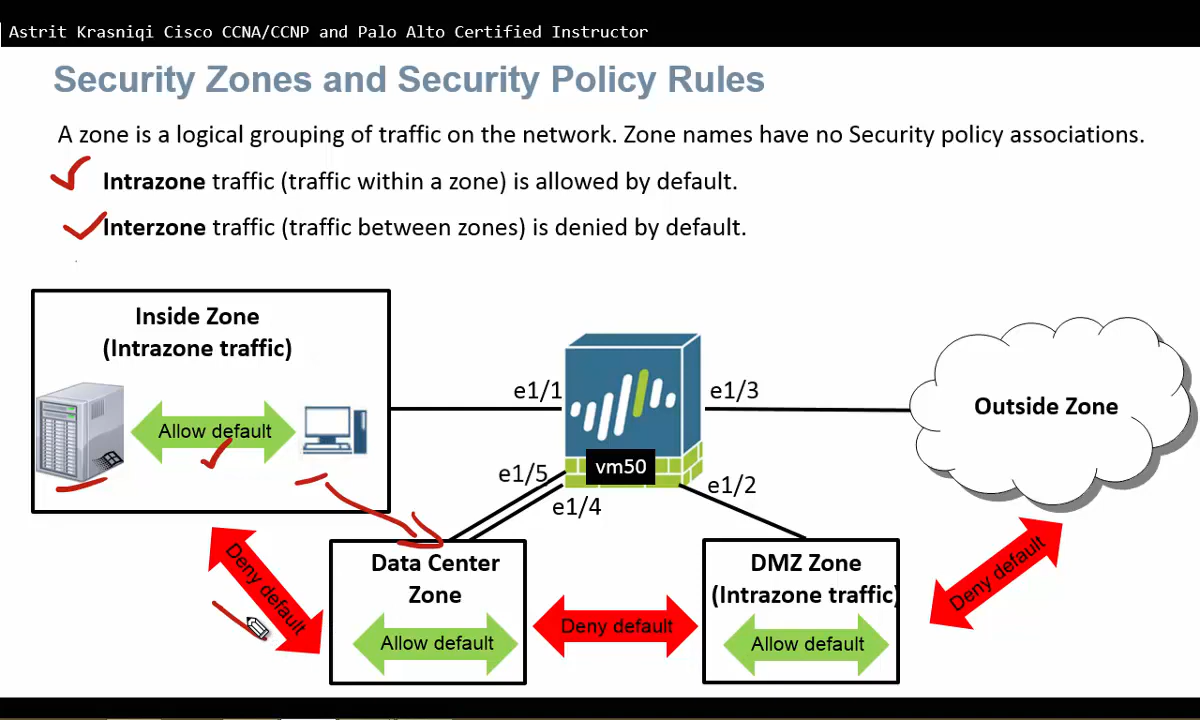 Astrit Krasniqi Cisco CCNA/CCNP and Palo Alto Certified Instructor
Security Zones and Security Policy Rules
A zone is a logical grouping of traffic on the network. Zone names have no Security policy associations.
Intrazone traffic (traffic within a zone) is allowed by default.
Interzone traffic (traffic between zones) is denied by default.
Inside Zone
(Intrazone traffic)
Allow default
e1/1
e1/3
vm50
e1/5
e1/4
e1/2
Outside Zone
Deny default
Data Center
Zone
Allow default
Deny default
DMZ Zone
(Intrazone traffic)
Allow default
Deny default